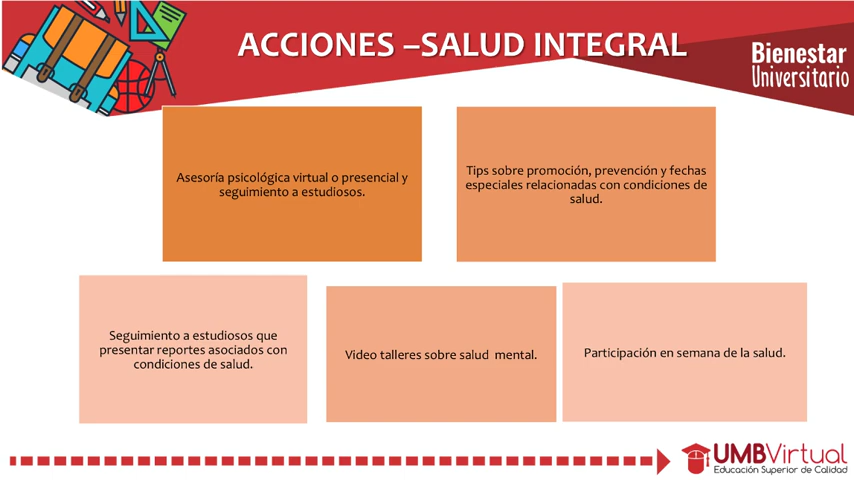 ACCIONES –SALUD INTEGRAL
Bienestar
Universitario
Asesoría psicológica virtual o presencial y
seguimiento a estudiosos.
Tips sobre promoción, prevención y fechas
especiales relacionadas con condiciones de
salud.
Seguimiento a estudiosos que
presentar reportes asociados con
condiciones de salud.
Video talleres sobre salud mental.
Participación en semana de la salud.
UMBVirtual
Educación Superior de Calidad